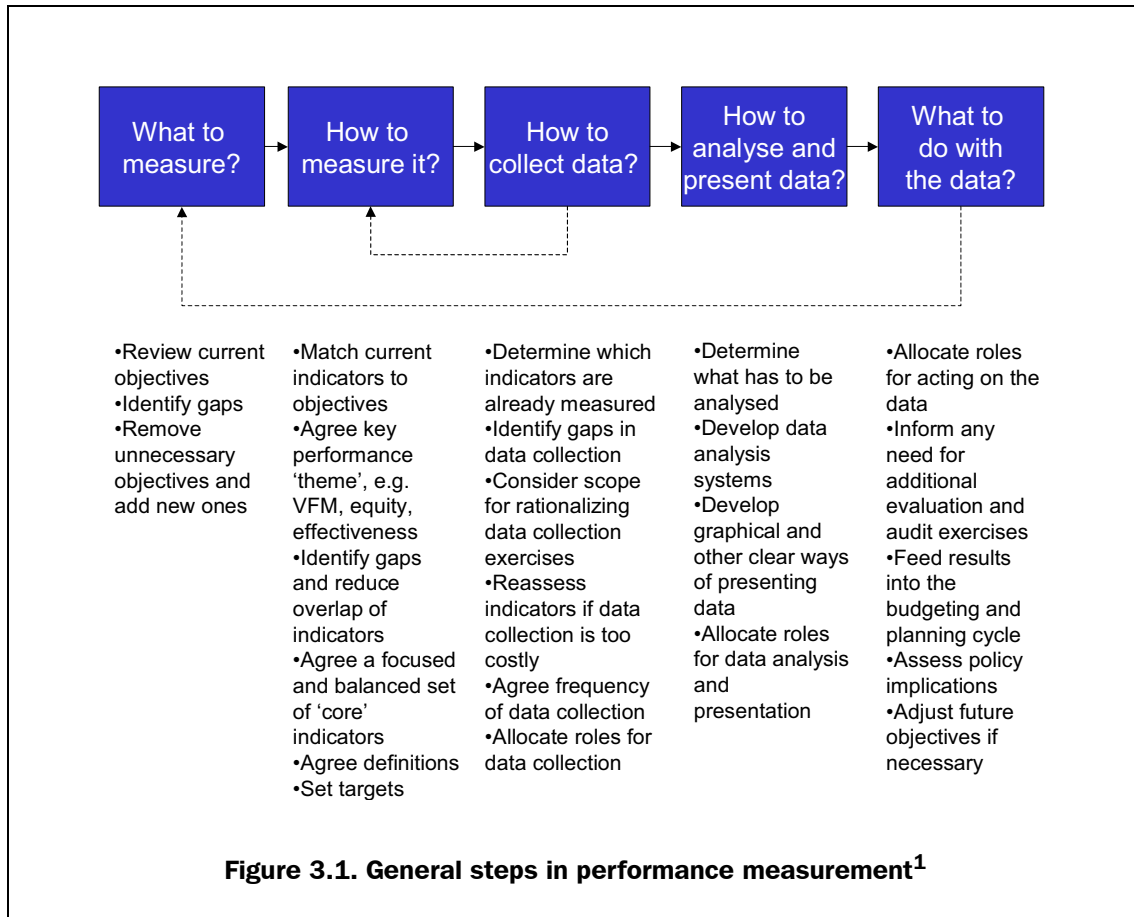 What to
measure?
How to
measure it?
How to
collect data?
How to
analyse and
present data?
What to
do with
the data?
•Review current
objectives
•Identify gaps
•Remove
unnecessary
objectives and
add new ones
•Match current
indicators to
objectives
•Agree key
performance
‘theme’, e.g.
VFM, equity,
effectiveness
•Identify gaps
and reduce
overlap of
indicators
•Agree a focused
and balanced set
of ‘core’
indicators
•Agree definitions
•Set targets
•Determine which
indicators are
already measured
•Identify gaps in
data collection
•Consider scope
for rationalizing
data collection
exercises
•Reassess
indicators if data
collection is too
costly
•Agree frequency
of data collection
•Allocate roles for
data collection
•Determine
what has to be
analysed
•Develop data
analysis
systems
•Develop
graphical and
other clear ways
of presenting
data
•Allocate roles
for data analysis
and
presentation
•Allocate roles
for acting on the
data
•Inform any
need for
additional
evaluation and
audit exercises
•Feed results
into the
budgeting and
planning cycle
•Assess policy
implications
•Adjust future
objectives if
necessary
Figure 3.1. General steps in performance measurement1